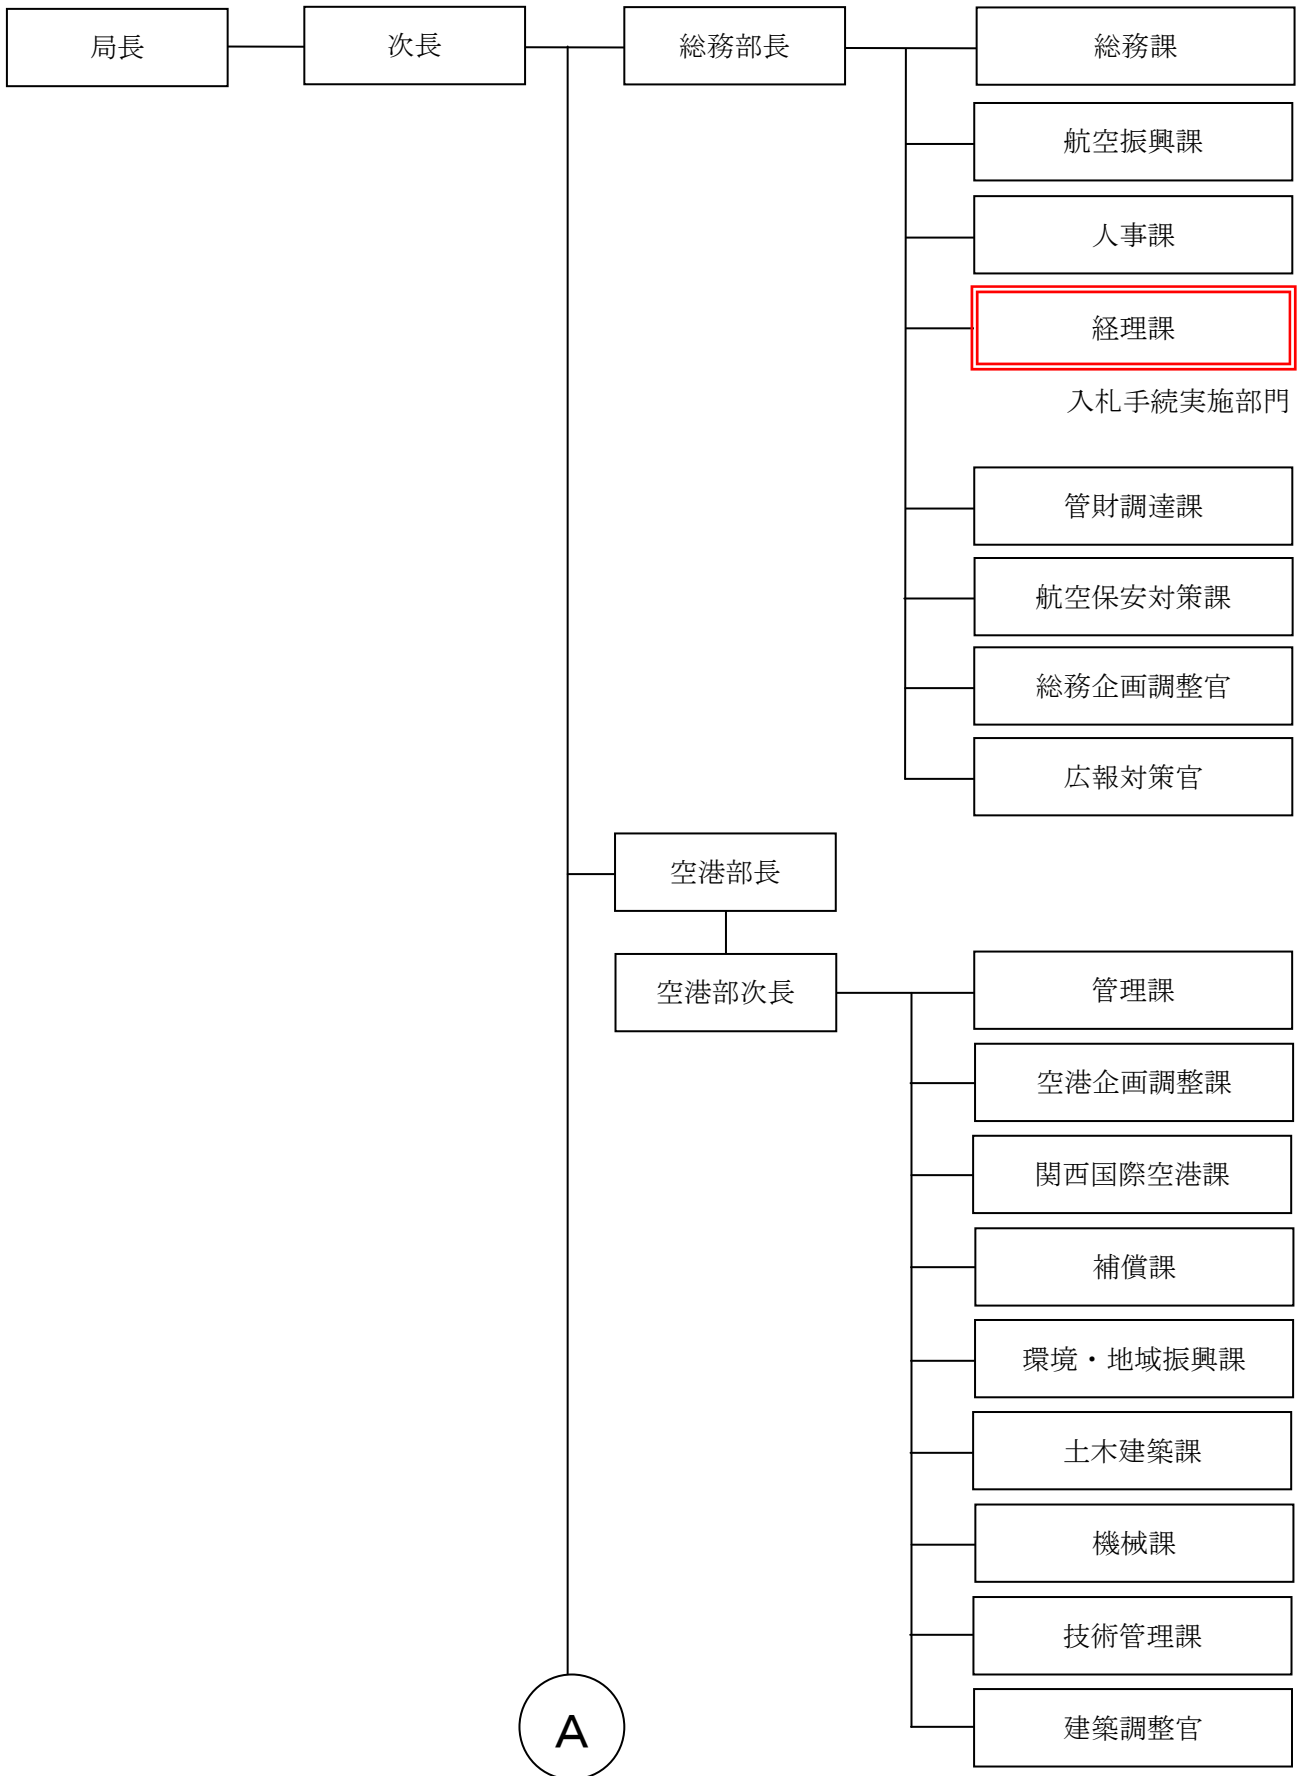 局長
次長
総務部長
総務課
航空振興課
人事課
経理課
入札手続実施部門
管財調達課
航空保安対策課
総務企画調整官
広報対策官
空港部長
空港部次長
管理課
空港企画調整課
関西国際空港課
補償課
環境・地域振興課
土木建築課
機械課
技術管理課
建築調整官
A